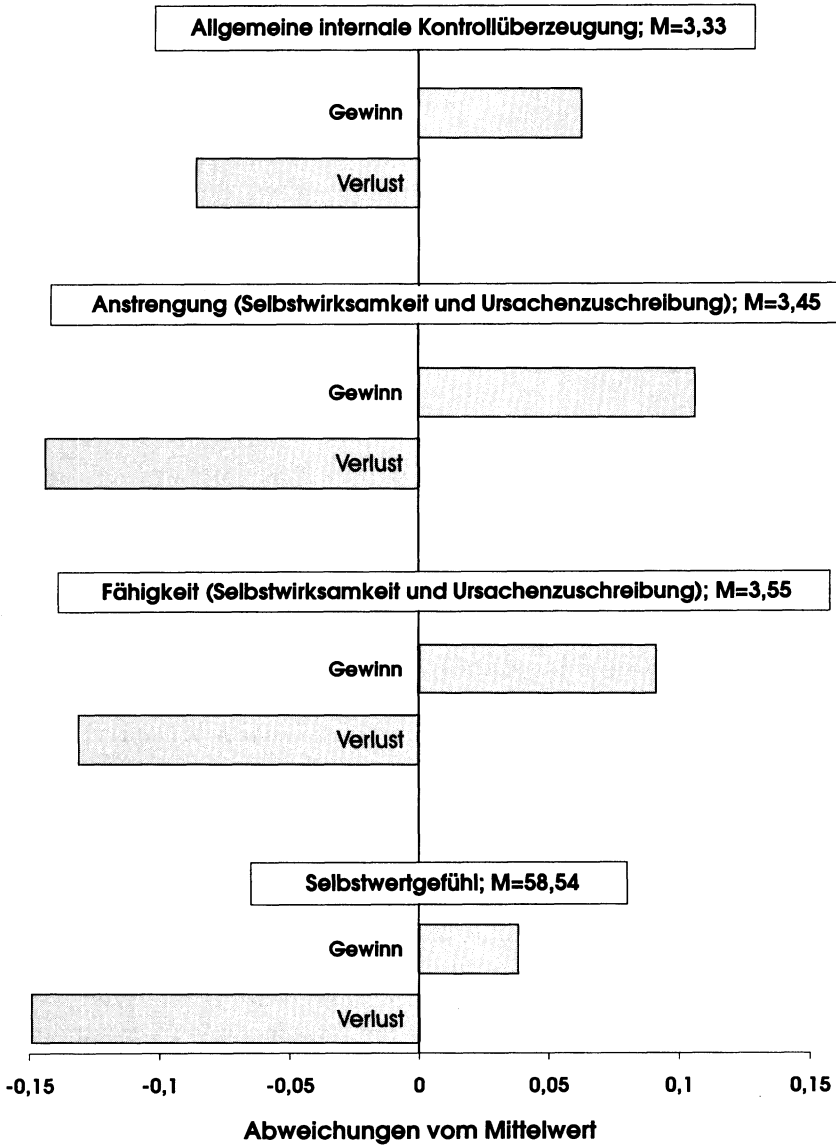 Allgemeine internale Kontrollüberzeugung; M=3,33
Gewinn
Verlust
Anstrengung (Selbstwirksamkeit und Ursachenzuschreibung); M=3,45
Gewinn
Verlust
Fähigkeit (Selbstwirksamkeit und Ursachenzuschreibung); M=3,55
Gewinn
Verlust
Selbstwertgefühl; M=58,54
Gewinn
Verlust
-0,15 -0,1 -0,05 0 0,05 0,1 0,15
Abweichungen vom Mittelwert